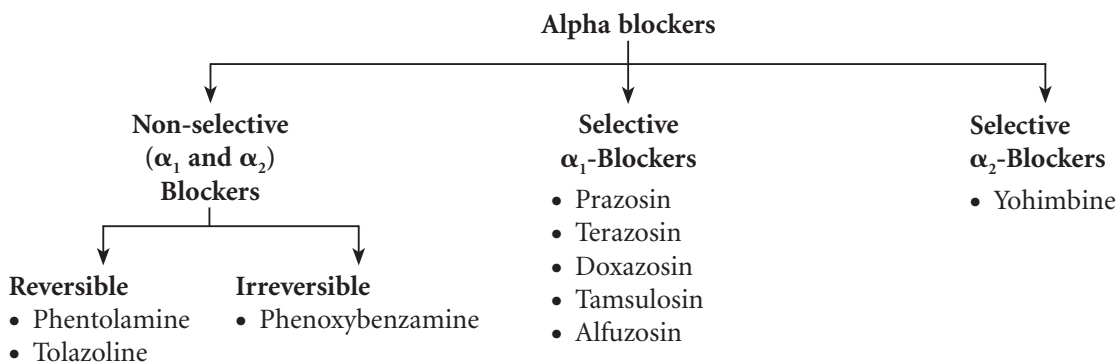 Alpha blockers
Non-selective
(α₁ and α₂)
Blockers
Reversible
• Phentolamine
• Tolazoline
Irreversible
• Phenoxybenzamine
Selective
α₁-Blockers
• Prazosin
• Terazosin
• Doxazosin
• Tamsulosin
• Alfuzosin
Selective
α₂-Blockers
• Yohimbine